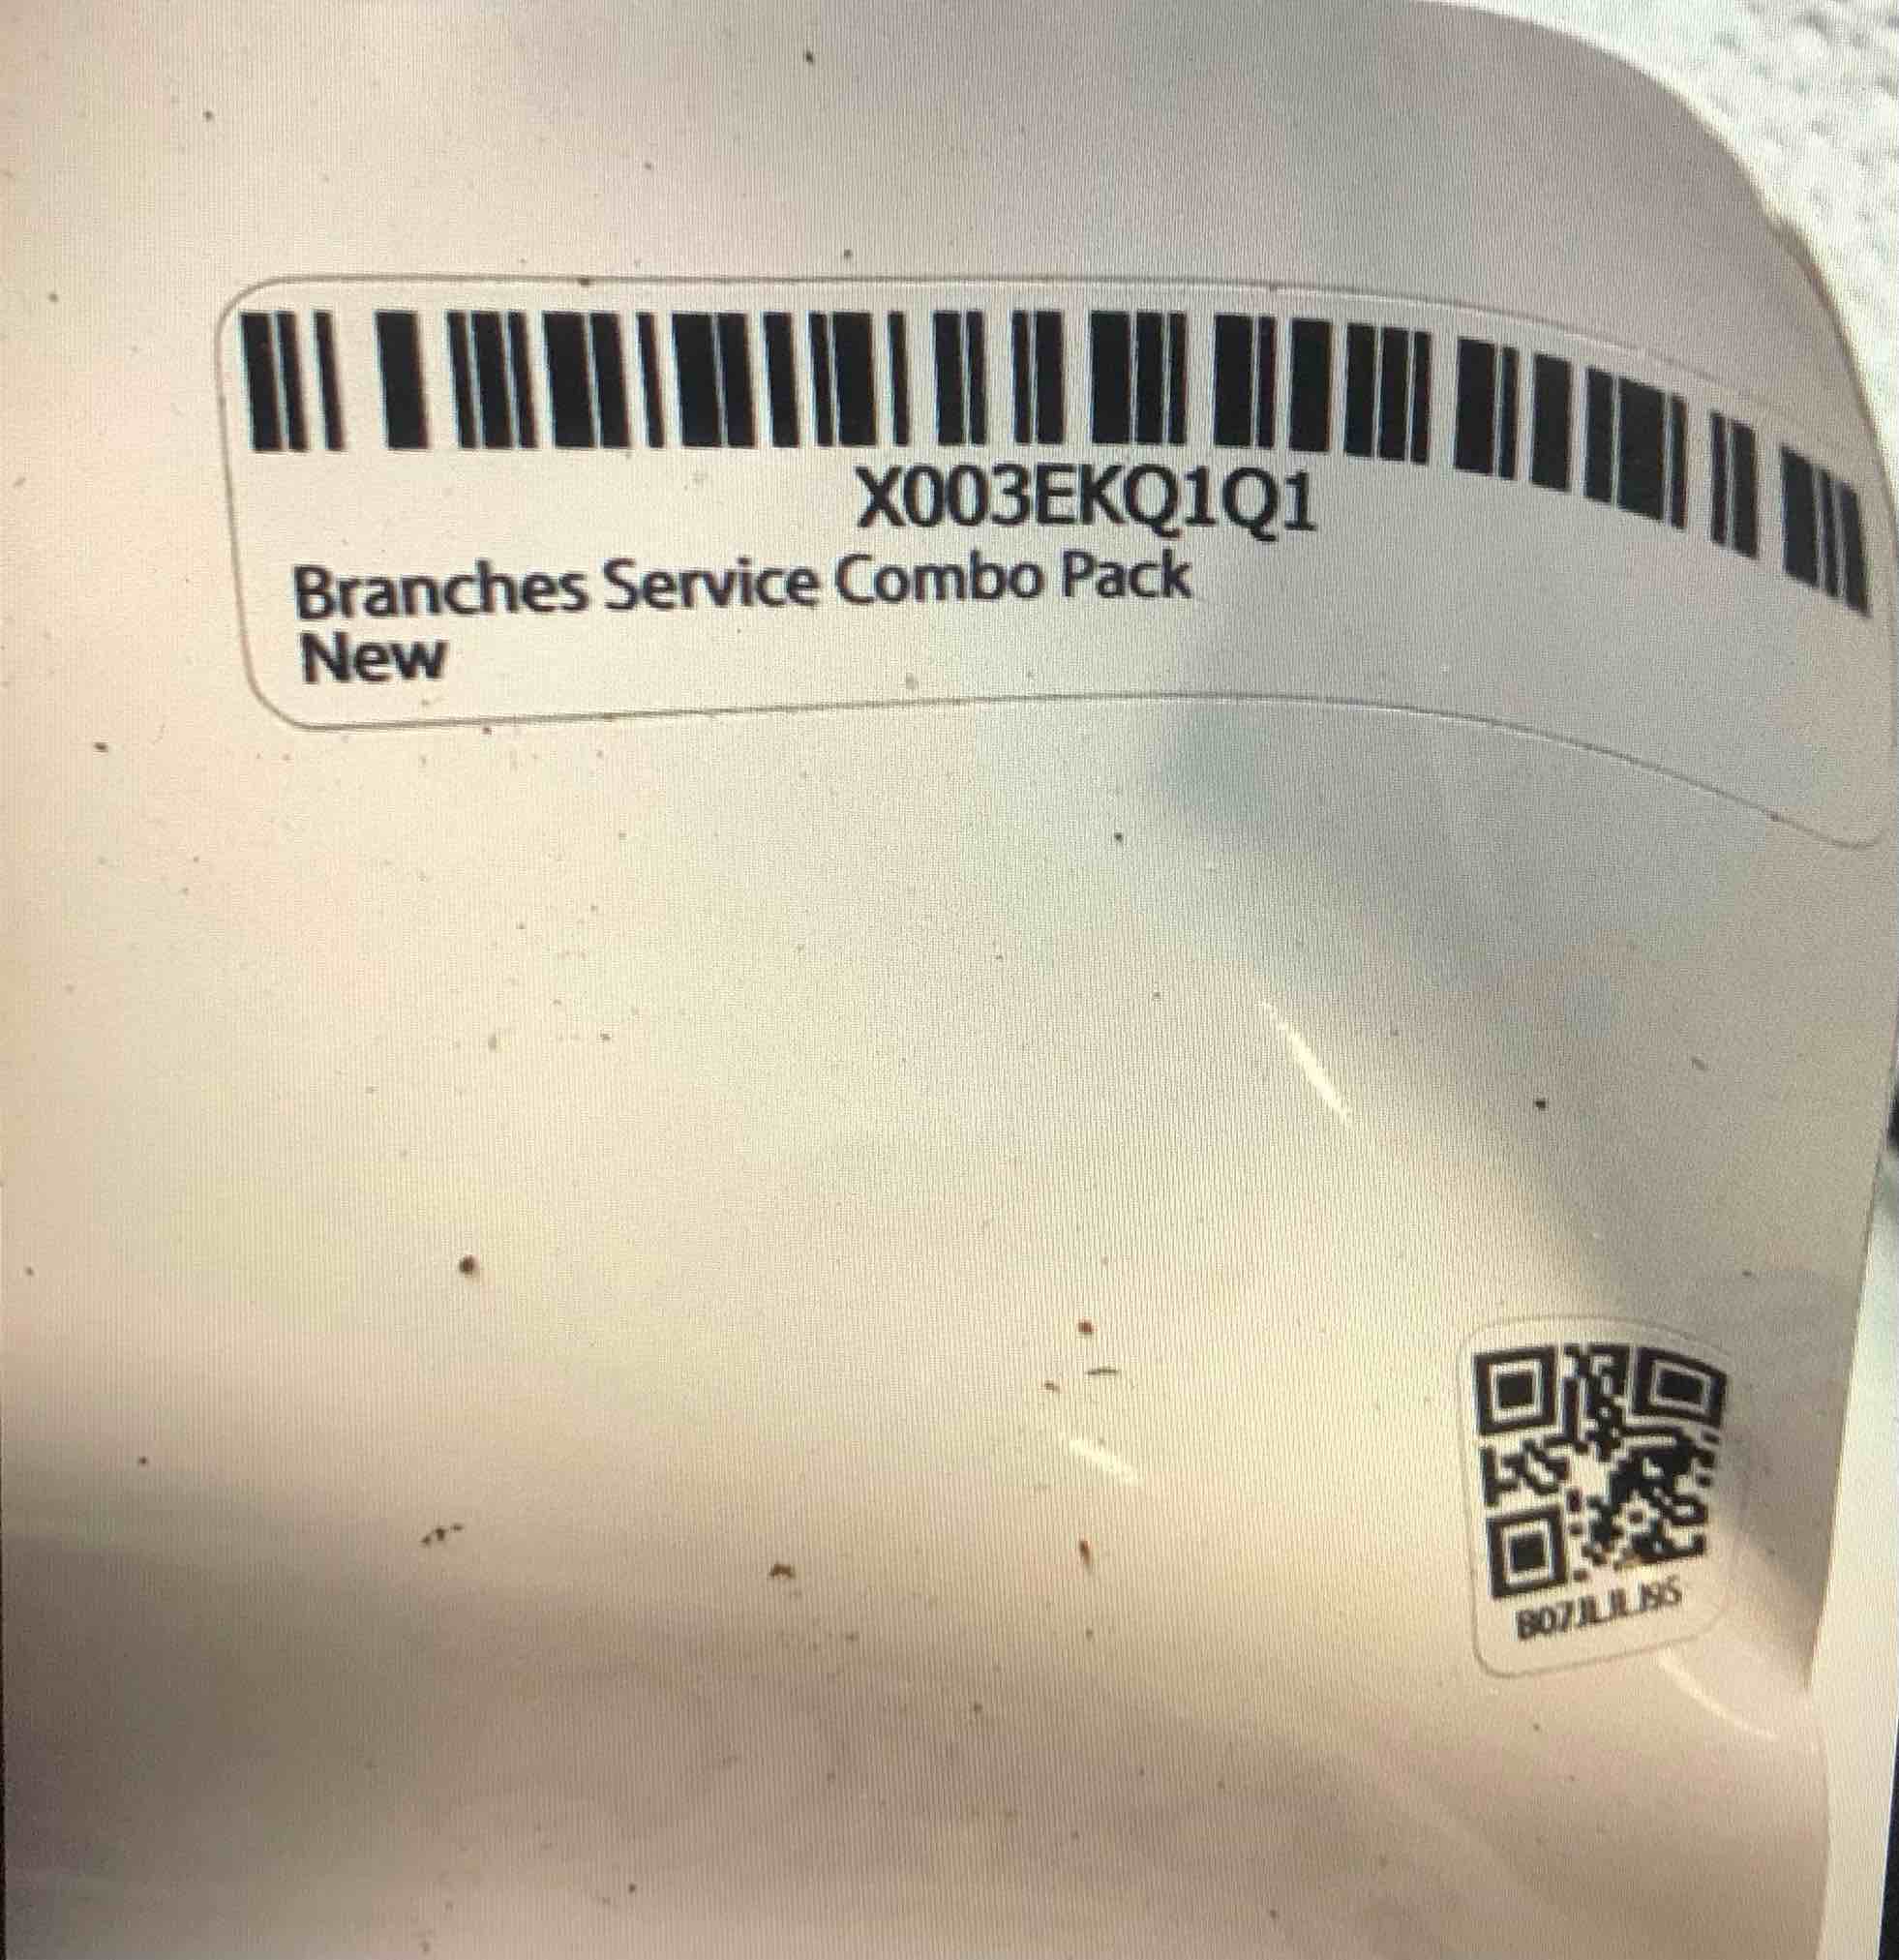 X003EKQ1Q1
Branches Service Combo Pack
New